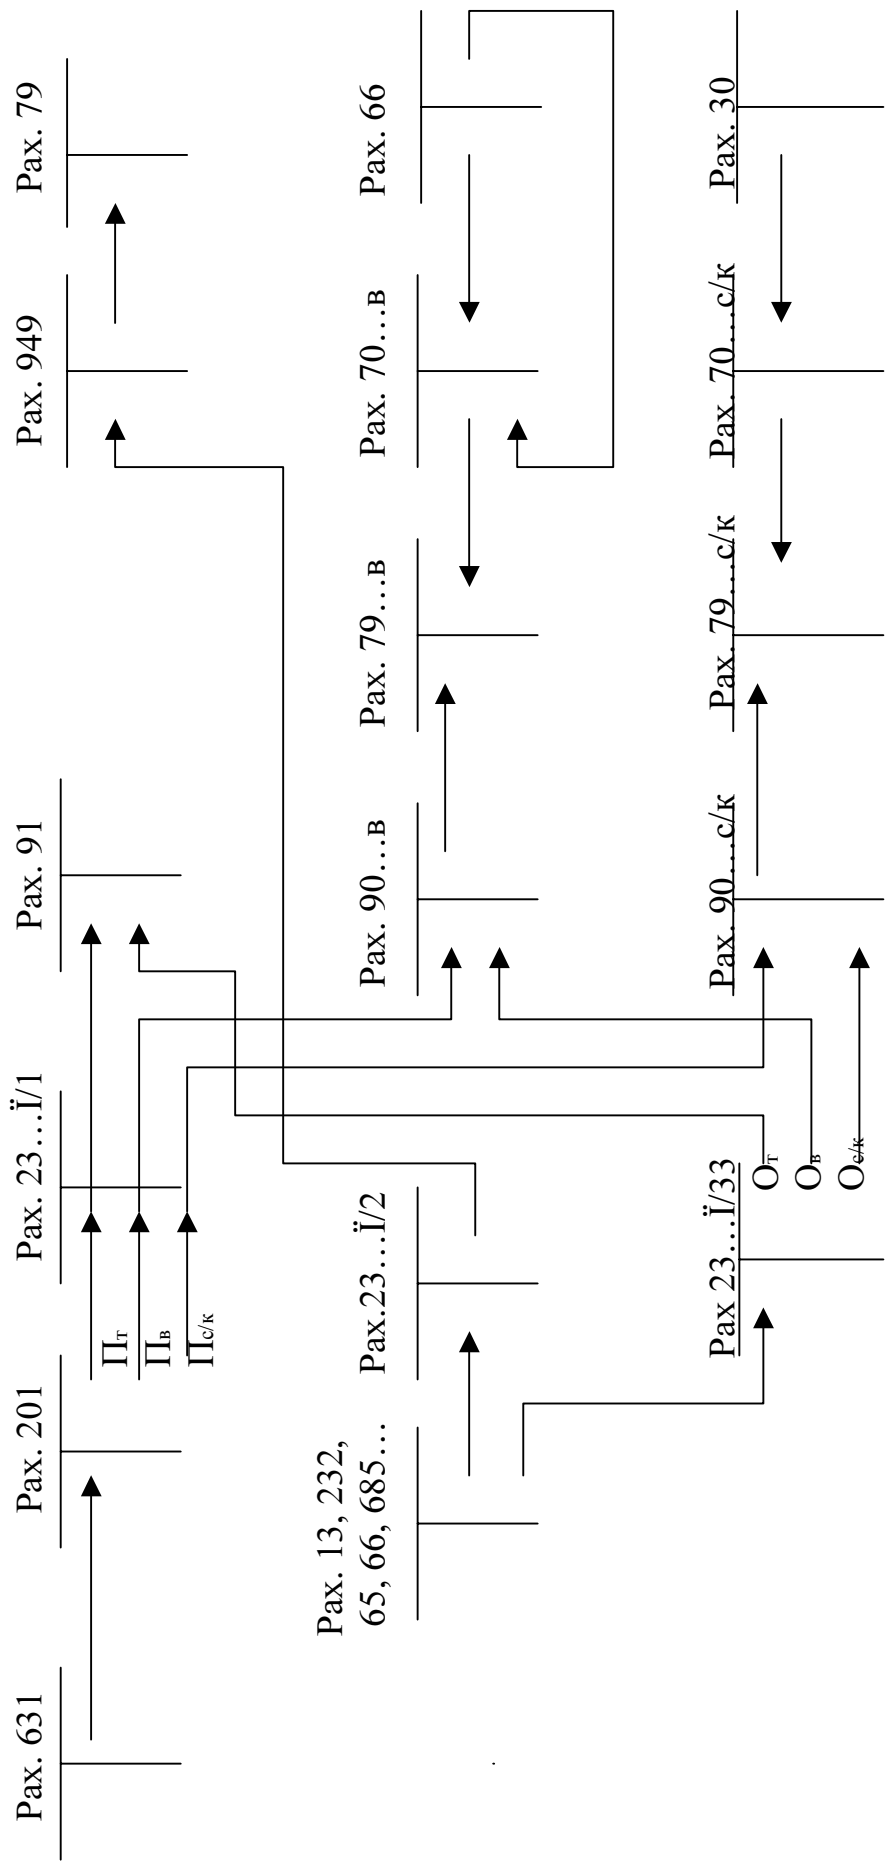 Рах. 631
Рах. 201
Рах. 23…Ї/1
Рах. 91
Рах. 949
Рах. 79
Пт
Пв
Пс/к
Рах. 13, 232,
65, 66, 685…
Рах.23…Ї/2
Рах. 90…в
Рах. 79…в
Рах. 70…в
Рах. 66
Рах 23…Ї/33
Рах. 90…с/к
Рах. 79…с/к
Рах. 70…с/к
Рах. 30
От
Ов
Ос/к